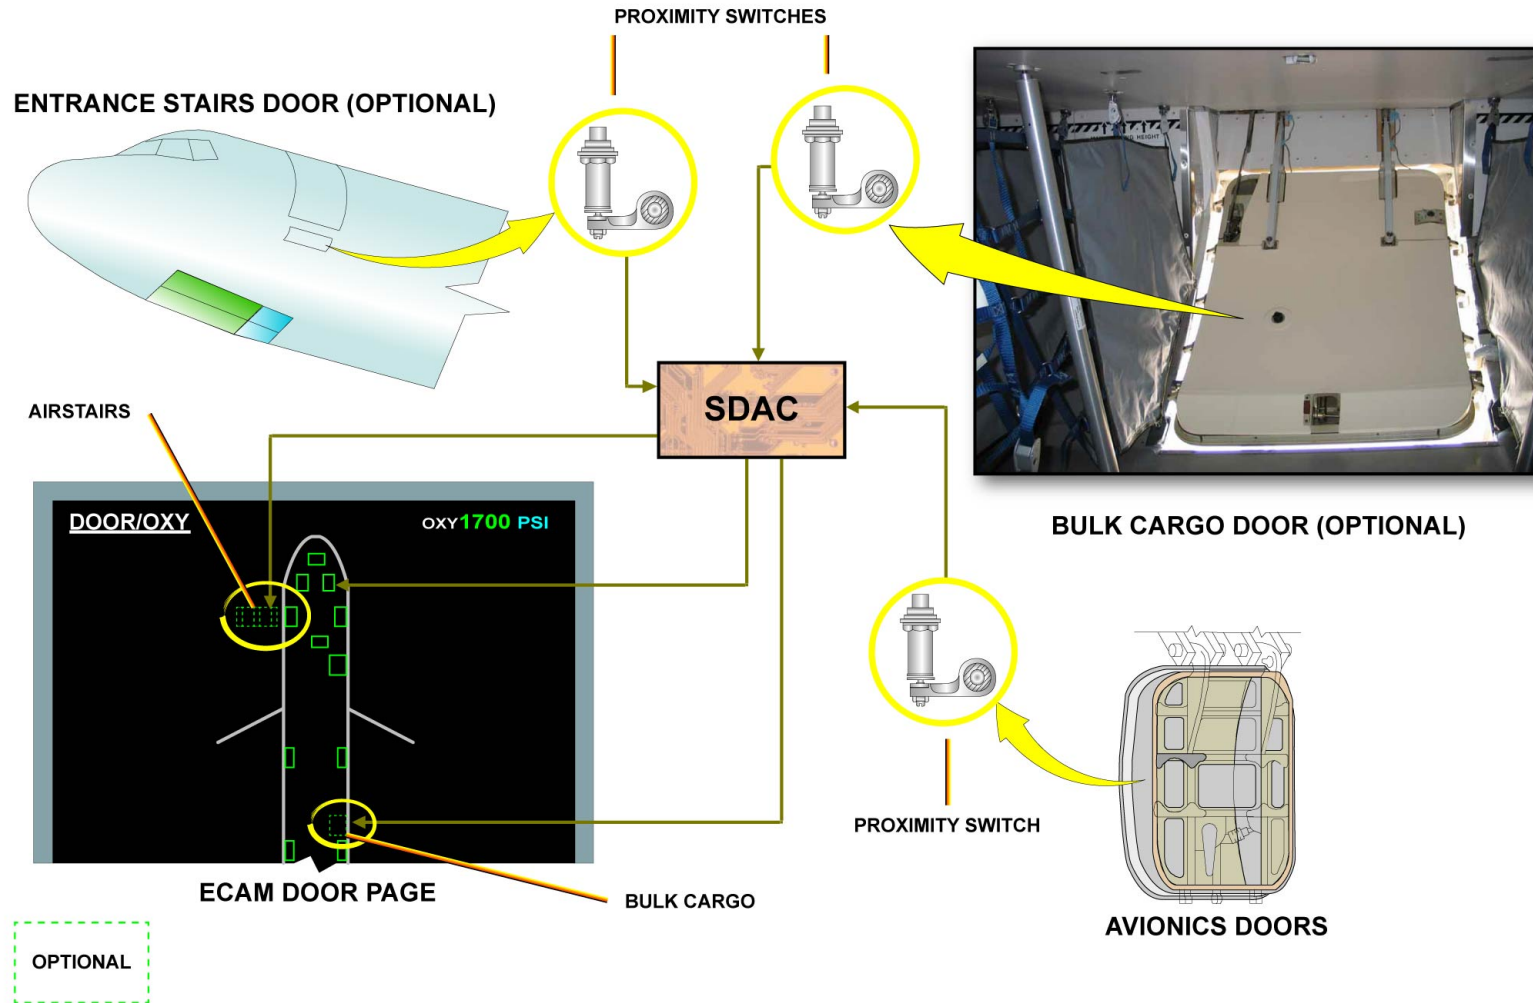 PROXIMITY SWITCHES
ENTRANCE STAIRS DOOR (OPTIONAL)
HEIGHT
SDAC
AIRSTAIRS
DOOR/OXY
OXY 1700 PSI
BULK CARGO DOOR (OPTIONAL)
PROXIMITY SWITCH
ECAM DOOR PAGE
BULK CARGO
AVIONICS DOORS
OPTIONAL